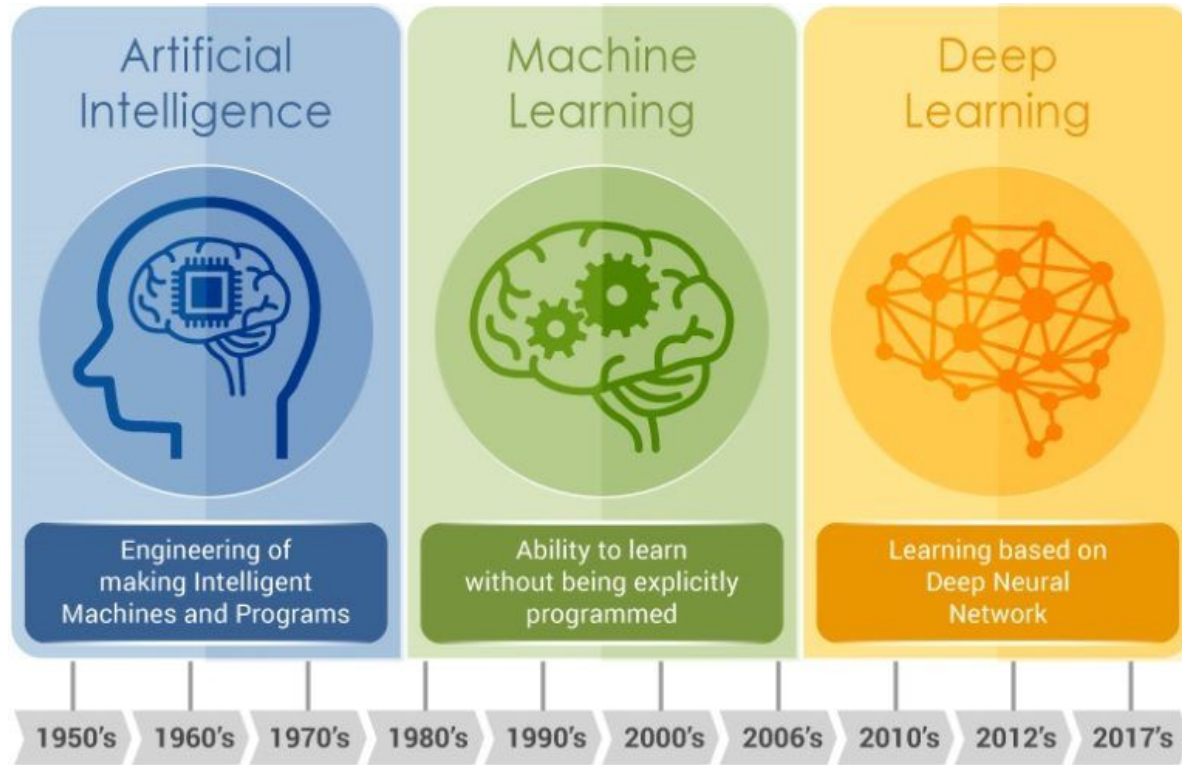 Artificial
Intelligence
Engineering of
making Intelligent
Machines and Programs
Machine
Learning
Ability to learn
without being explicitly
programmed
Deep
Learning
Learning based on
Deep Neural
Network
1950's
1960's
1970's
1980's
1990's
2000's
2006's
2010's
2012's
2017's